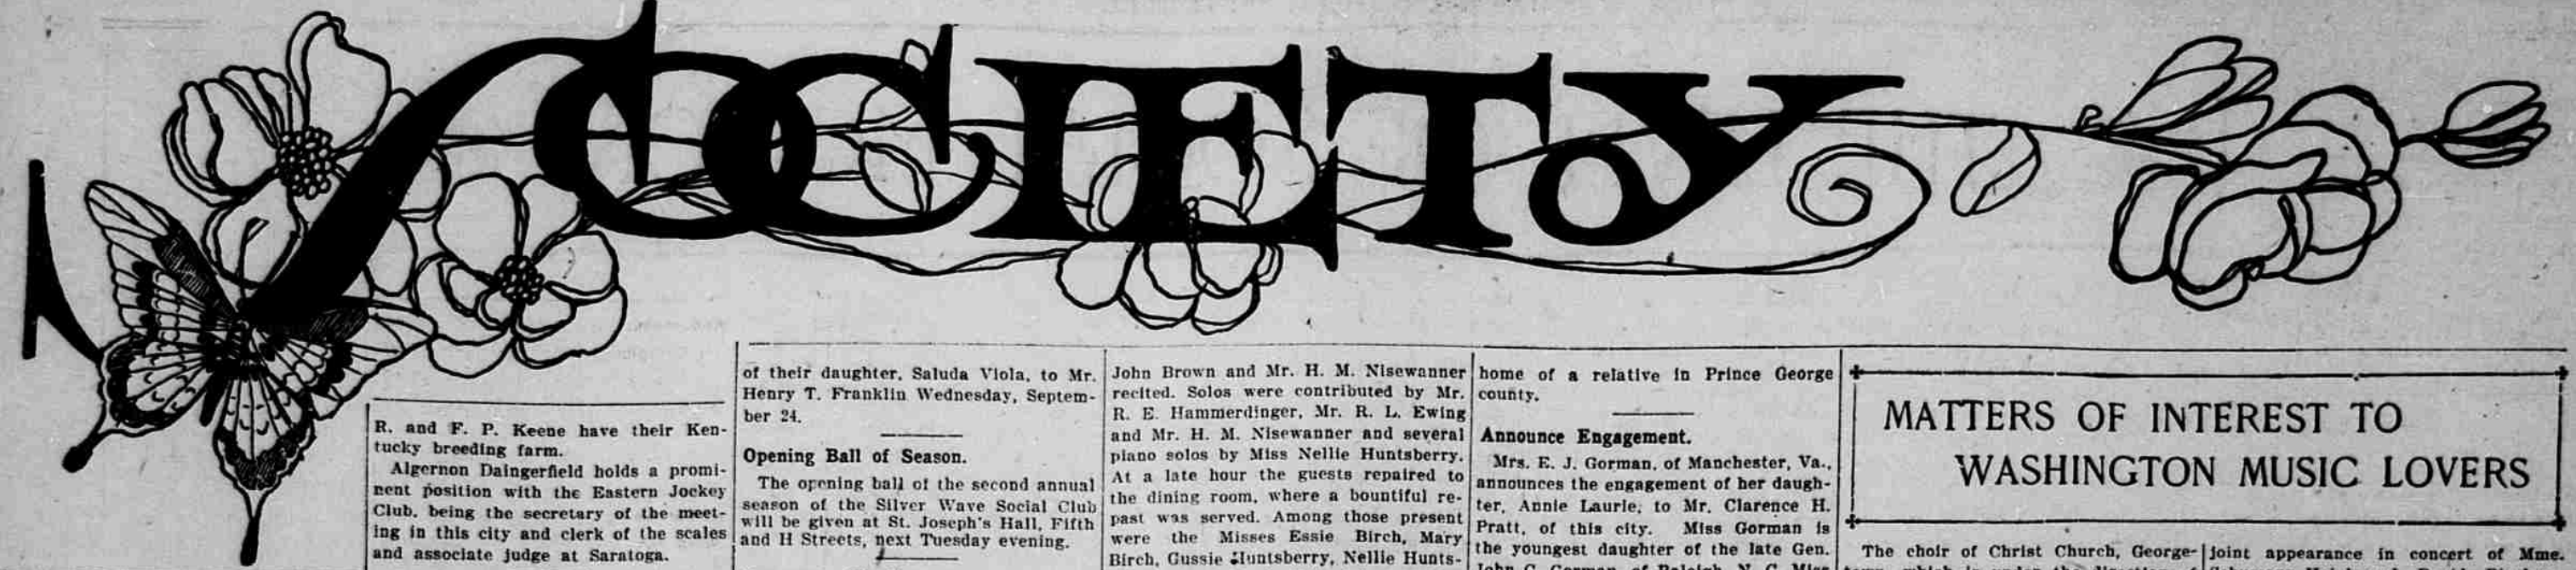 SOCIETY
R. and F. P. Keene have their Ken-
tucky breeding farm.
Algernon Daingerfield holds a promi-
nent position with the Eastern Jockey
Club, being the secretary of the meet-
ing in this city and clerk of the scales
and associate judge at Saratoga.
of their daughter, Saluda Viola, to Mr.
Henry T. Franklin Wednesday, Septem-
ber 24.
Opening Ball of Season.
The opening ball of the second annual
season of the Silver Wave Social Club
will be given at St. Joseph's Hall, Fifth
and H Streets, next Tuesday evening.
John Brown and Mr. H. M. Nisewanner
recited. Solos were contributed by Mr.
R. E. Hammerdinger, Mr. R. L. Ewing
and Mr. H. M. Nisewanner and several
piano solos by Miss Nellie Huntsberry.
At a late hour the guests repaired to
the dining room, where a bountiful re-
past was served. Among those present
were the Misses Essie Birch, Mary
Birch, Gussie Huntsberry, Nellie Hunts-
home of a relative in Prince George
county.
Announce Engagement.
Mrs. E. J. Gorman, of Manchester, Va.,
announces the engagement of her daugh-
ter, Annie Laurie, to Mr. Clarence H.
Pratt, of this city. Miss Gorman is
the youngest daughter of the late Gen.
MATTERS OF INTEREST TO
WASHINGTON MUSIC LOVERS
The choir of Christ Church, George-
joint appearance in concert of Mme.